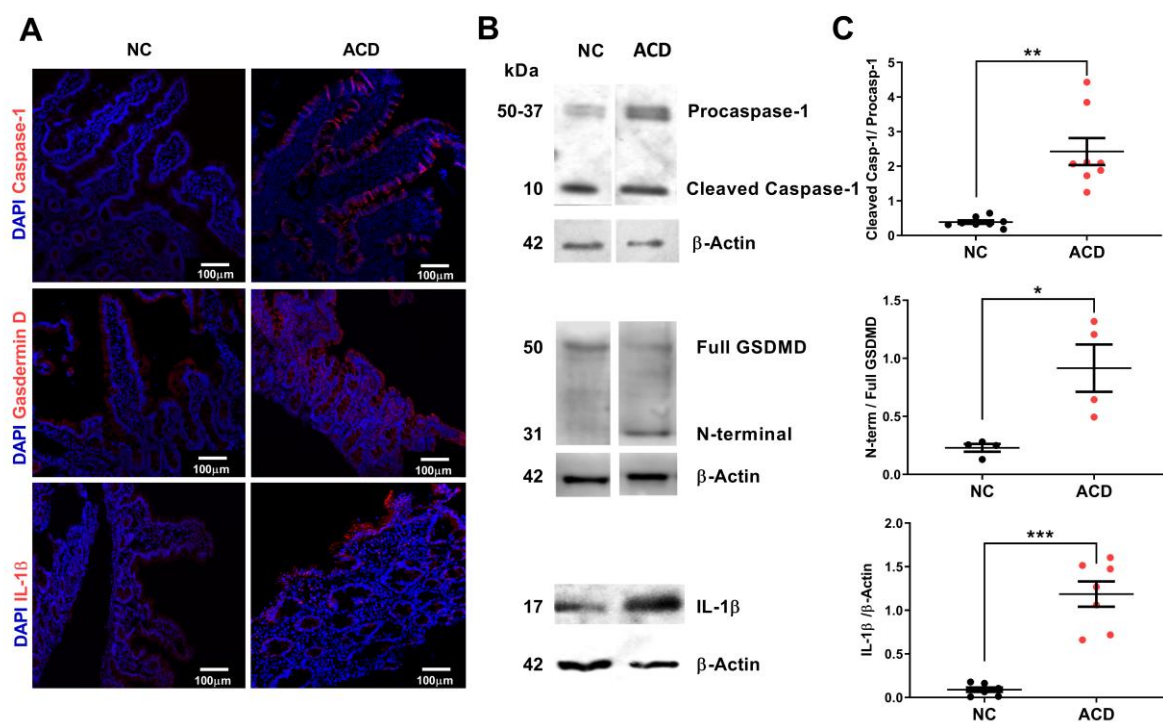 A
NC
ACD
DAPI Caspase-1
100μm
100μm
DAPI Gasdermin D
100μm
100μm
DAPI IL-1β
100μm
100μm
B
NC
ACD
kDa
50-37
Procaspase-1
10
Cleaved Caspase-1
42
β-Actin
50
Full GSDMD
31
N-terminal
42
β-Actin
17
IL-1β
42
β-Actin
C
Cleaved Casp-1/ Procasp-1
5
4
3
2
1
0
**
NC
ACD
N-term / Full GSDMD
1.5
1.0
0.5
0.0
*
NC
ACD
IL-1β /β-Actin
2.0
1.5
1.0
0.5
0.0
***
NC
ACD